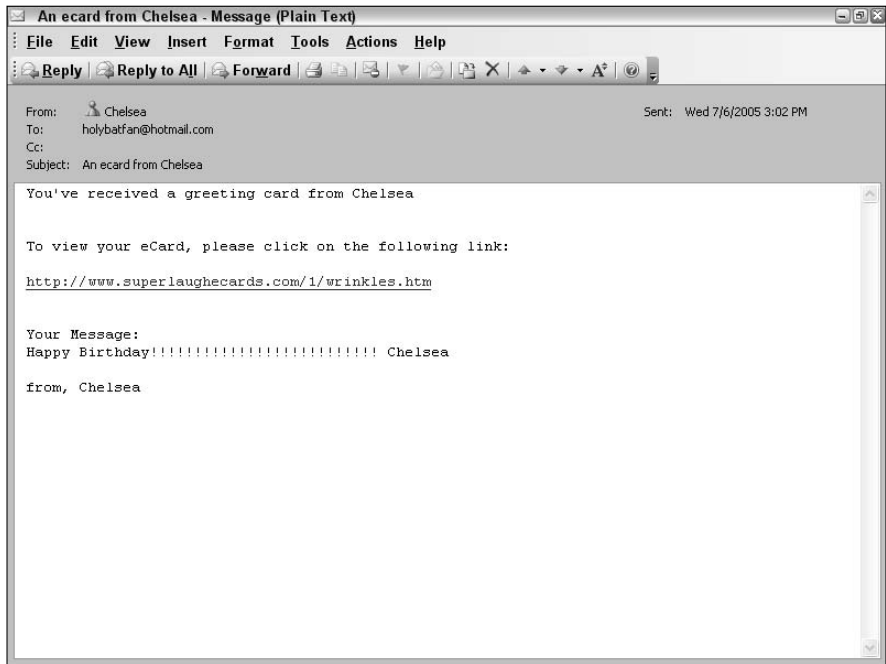 An ecard from Chelsea - Message (Plain Text)
File Edit View Insert Format Tools Actions Help
Reply Reply to All Forward A
From: Chelsea Sent: Wed 7/6/2005 3:02 PM
To: holybatfan@hotmail.com
Cc:
Subject: An ecard from Chelsea
You've received a greeting card from Chelsea
To view your eCard, please click on the following link:
http://www.superlaughecards.com/1/wrinkles.htm
Your Message:
Happy Birthday!!!!!!!!!!!!!!!!!!!!!!!!!! Chelsea
from, Chelsea